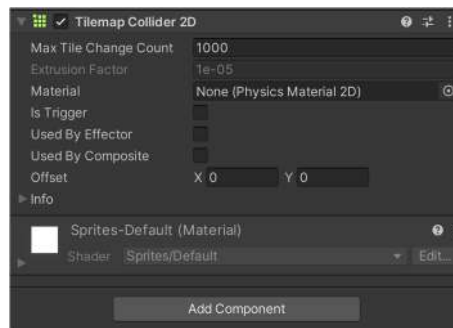 Tilemap Collider 2D
Max Tile Change Count 1000
Extrusion Factor 1e-05
Material None (Physics Material 2D)
Is Trigger
Used By Effector
Used By Composite
Offset X 0 Y 0
Info
Sprites-Default (Material)
Shader Sprites/Default Edit...
Add Component